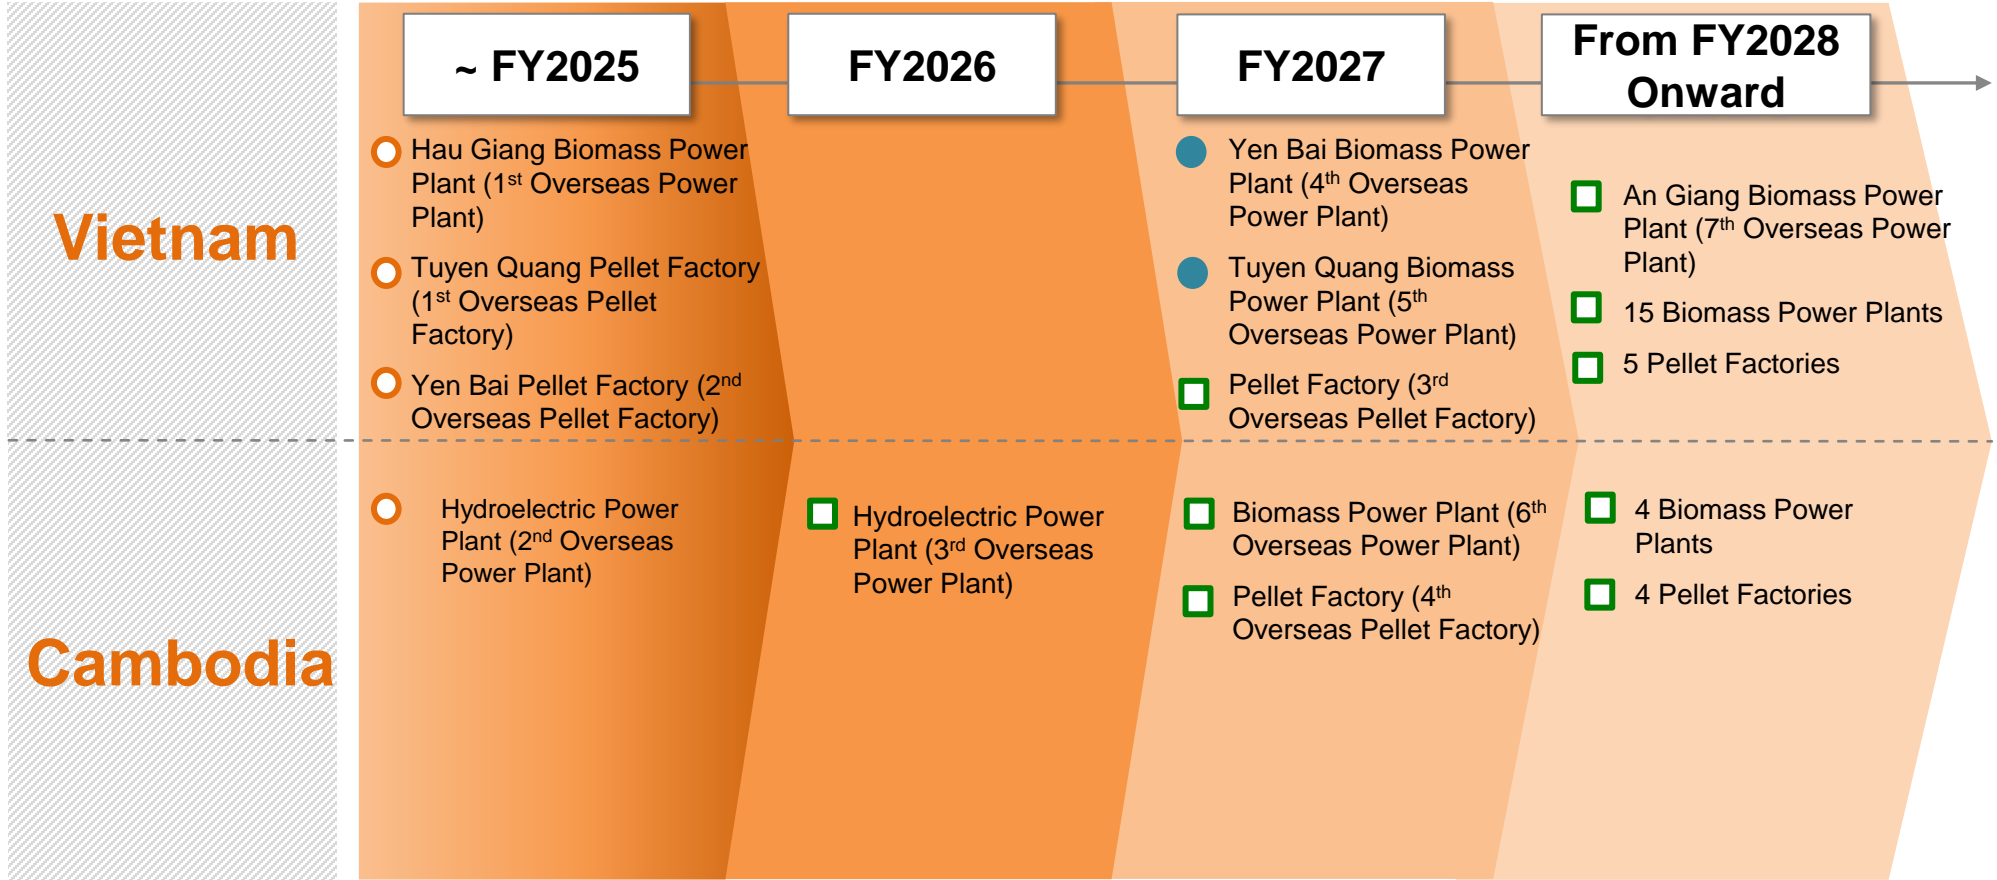 ~ FY2025
FY2026
FY2027
From FY2028
Onward
Vietnam
Hau Giang Biomass Power
Plant (1st Overseas Power
Plant)
Tuyen Quang Pellet Factory
(1st Overseas Pellet
Factory)
Yen Bai Pellet Factory (2nd
Overseas Pellet Factory)
Yen Bai Biomass Power
Plant (4th Overseas
Power Plant)
Tuyen Quang Biomass
Power Plant (5th
Overseas Power Plant)
Pellet Factory (3rd
Overseas Pellet Factory)
An Giang Biomass Power
Plant (7th Overseas Power
Plant)
15 Biomass Power Plants
5 Pellet Factories
Cambodia
Hydroelectric Power
Plant (2nd Overseas
Power Plant)
Hydroelectric Power
Plant (3rd Overseas
Power Plant)
Biomass Power Plant (6th
Overseas Power Plant)
Pellet Factory (4th
Overseas Pellet Factory)
4 Biomass Power
Plants
4 Pellet Factories